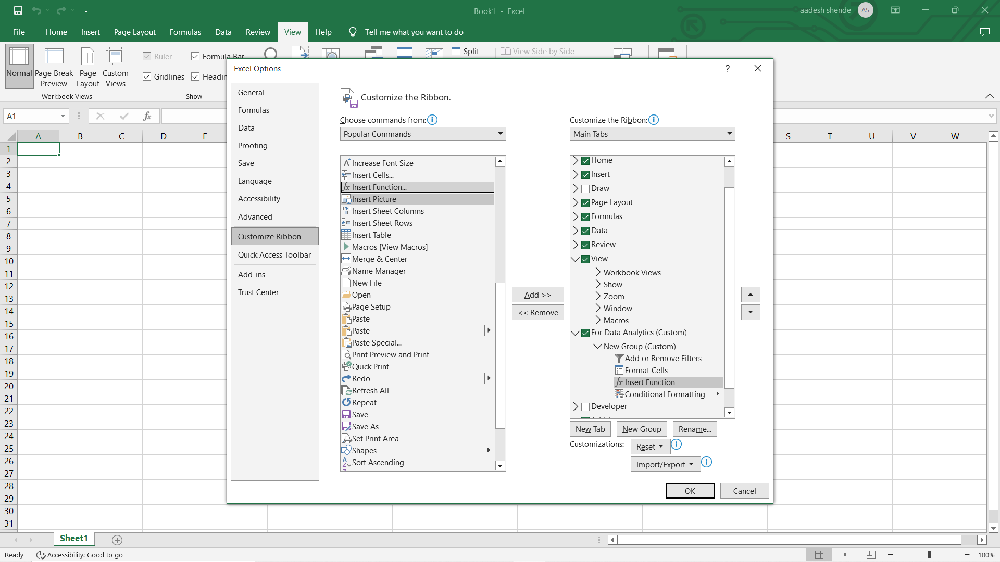 Book1 - Excel
aadesh shende
AS
File
Home
Insert
Page Layout
Formulas
Data
Review
View
Help
Tell me what you want to do
Normal
Page Break Preview
Page Layout
Custom Views
Workbook Views
Ruler
Formula Bar
Gridlines
Headin
Show
Split
View Side by Side
A1
fx
A B C D E
S T U V W
1
2
3
4
5
6
7
8
9
10
11
12
13
14
15
16
17
18
19
20
21
22
23
24
25
26
27
28
29
30
31
Excel Options
?
General
Formulas
Data
Proofing
Save
Language
Accessibility
Advanced
Customize Ribbon
Quick Access Toolbar
Add-ins
Trust Center
Customize the Ribbon.
Choose commands from:
Popular Commands
Increase Font Size
Insert Cells...
Insert Function...
Insert Picture
Insert Sheet Columns
Insert Sheet Rows
Insert Table
Macros [View Macros]
Merge & Center
Name Manager
New File
Open
Page Setup
Paste
Paste
Paste Special...
Print Preview and Print
Quick Print
Redo
Refresh All
Repeat
Save
Save As
Set Print Area
Shapes
Sort Ascending
Add >>
<< Remove
Customize the Ribbon:
Main Tabs
Home
Insert
Draw
Page Layout
Formulas
Data
Review
View
Workbook Views
Show
Zoom
Window
Macros
For Data Analytics (Custom)
New Group (Custom)
Add or Remove Filters
Format Cells
Insert Function
Conditional Formatting
Developer
New Tab
New Group
Rename...
Customizations:
Reset
Import/Export
OK
Cancel
Sheet1
Ready
Accessibility: Good to go
100%